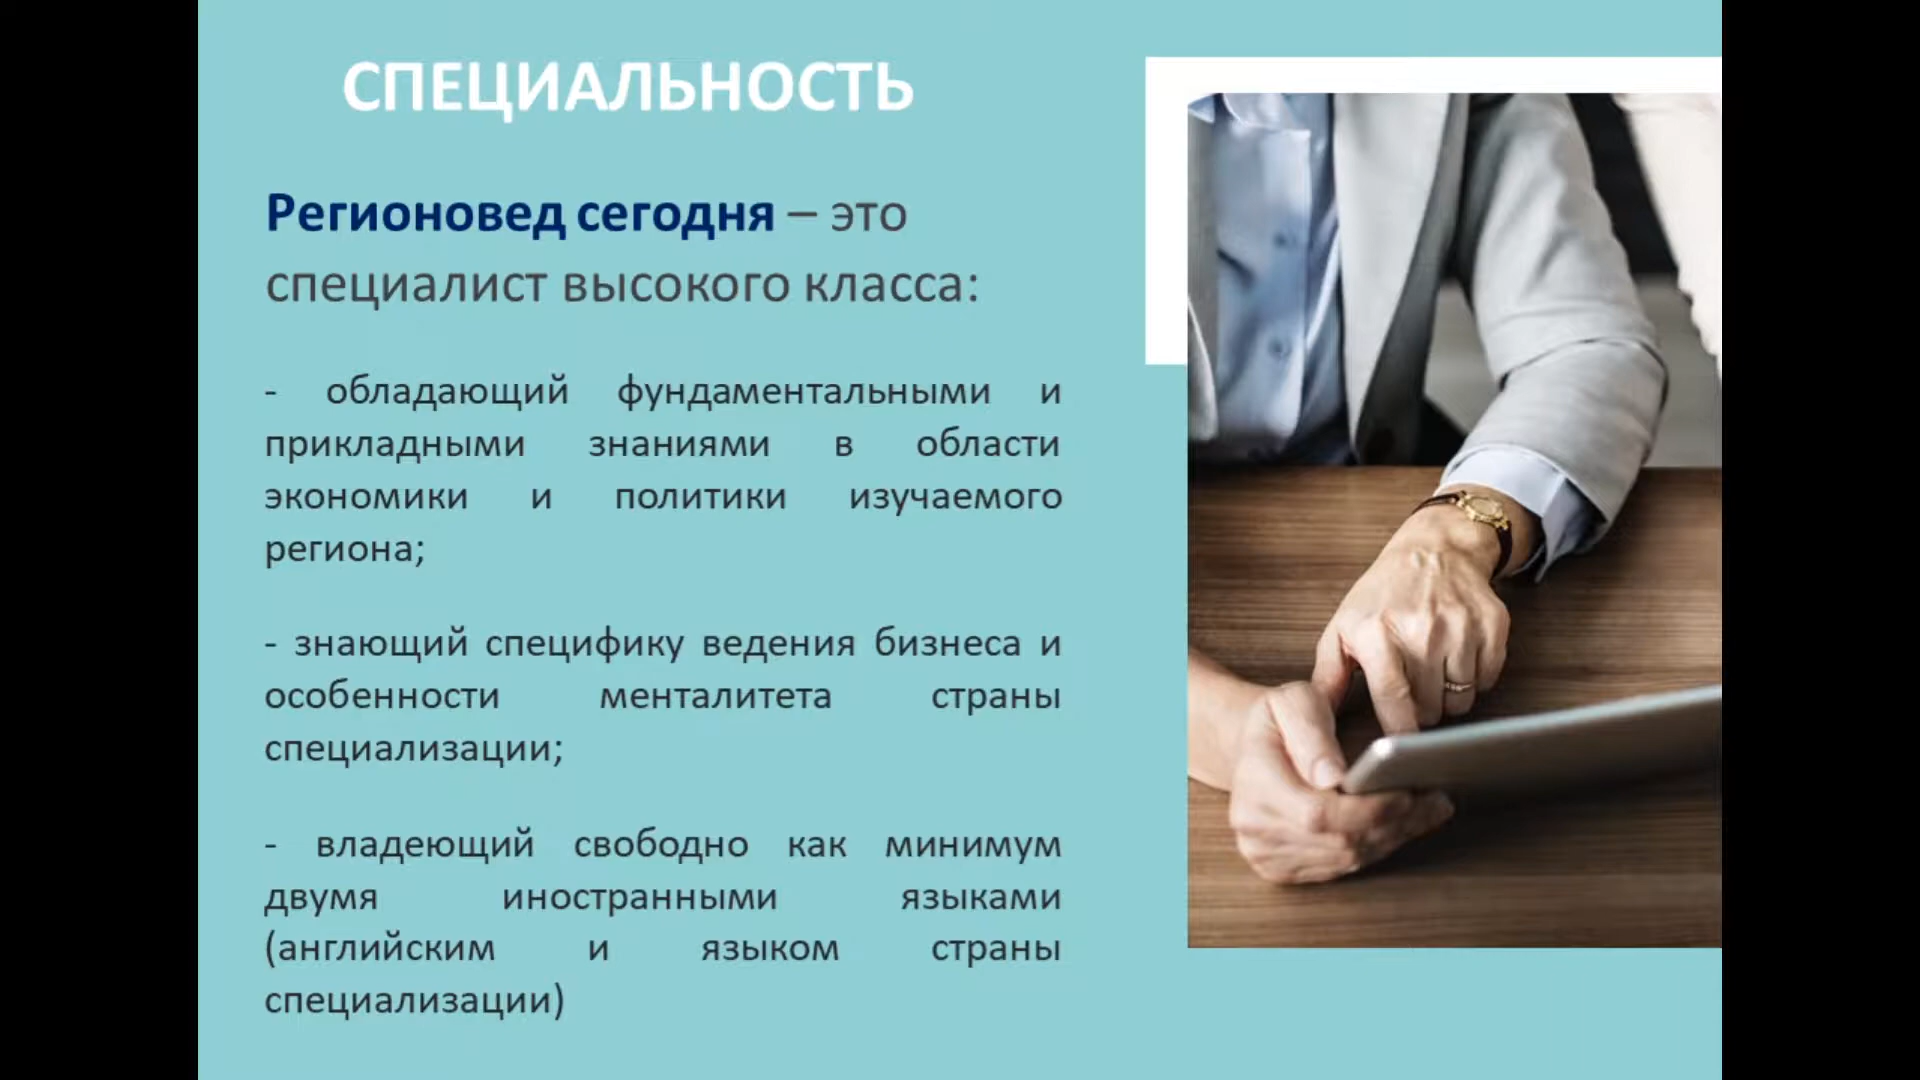 СПЕЦИАЛЬНОСТЬ
Регионовед сегодня – это
специалист высокого класса:
- обладающий фундаментальными и
прикладными знаниями в области
экономики и политики изучаемого
региона;
- знающий специфику ведения бизнеса и
особенности менталитета страны
специализации;
- владеющий свободно как минимум
двумя иностранными языками
(английским и языком страны
специализации)